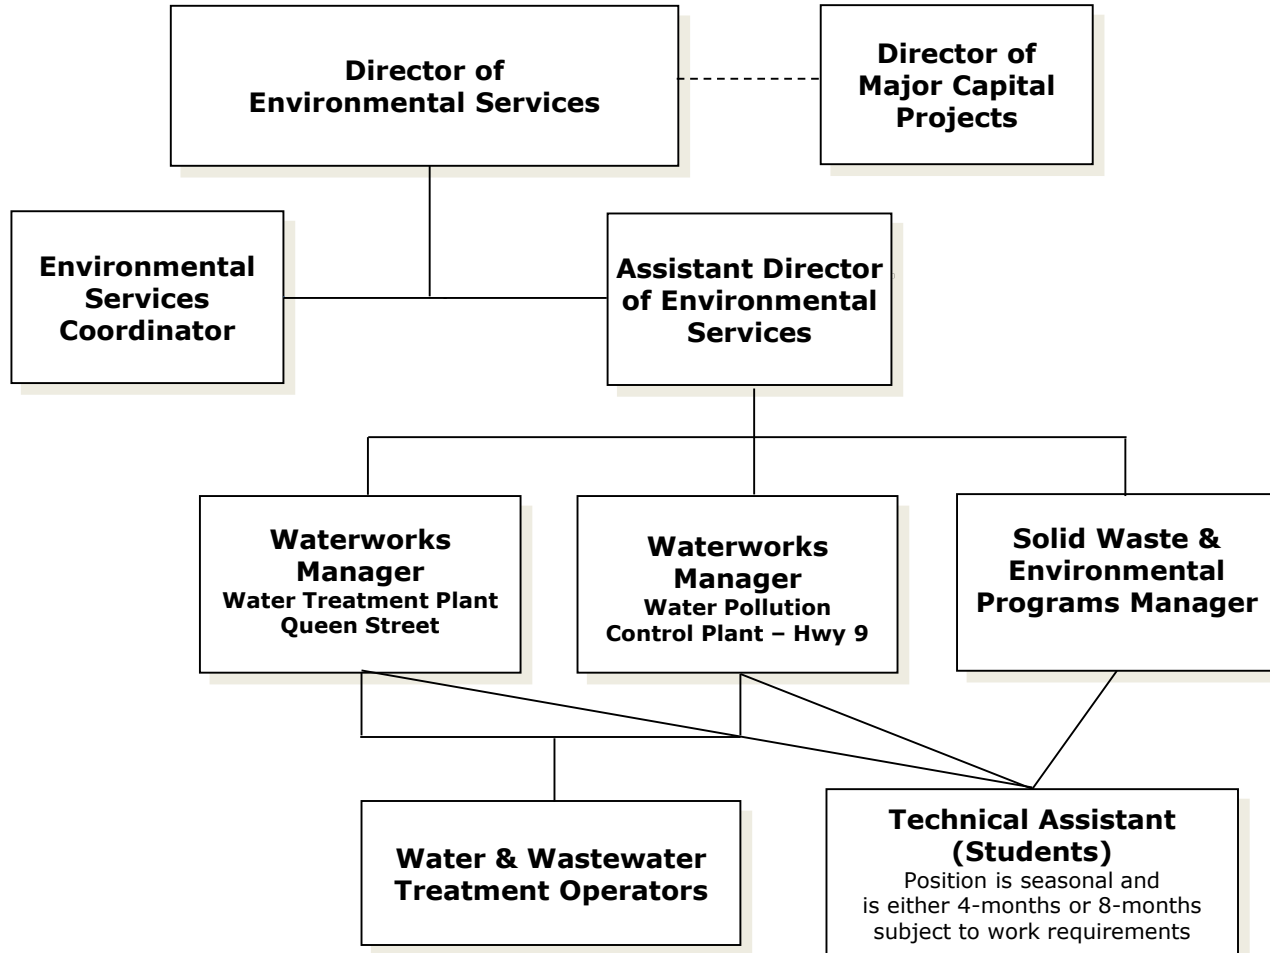 Director of
Environmental Services
Director of
Major Capital
Projects
Environmental
Services
Coordinator
Assistant Director
of Environmental
Services
Waterworks
Manager
Water Treatment Plant
Queen Street
Waterworks
Manager
Water Pollution
Control Plant – Hwy 9
Solid Waste &
Environmental
Programs Manager
Water & Wastewater
Treatment Operators
Technical Assistant
(Students)
Position is seasonal and
is either 4-months or 8-months
subject to work requirements